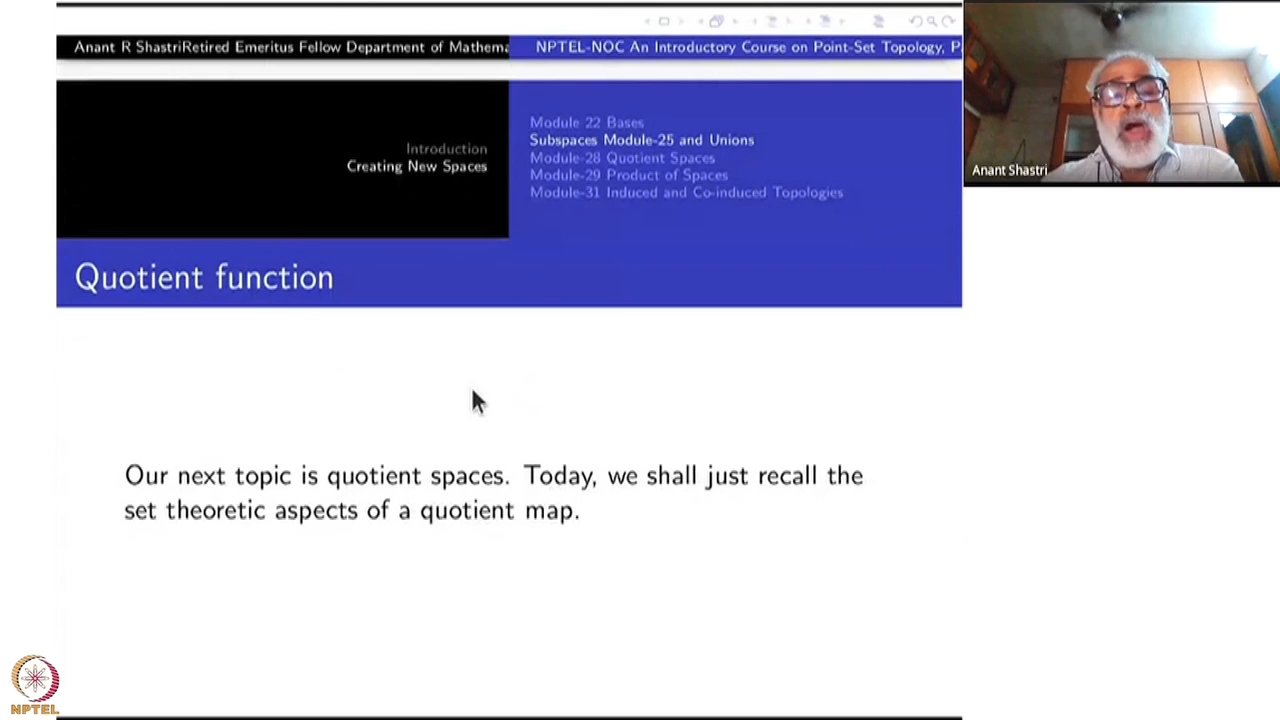 Anant R ShastriRetired Emeritus Fellow Department of Mathema
NPTEL-NOC An Introductory Course on Point-Set Topology, P
Introduction
Creating New Spaces
Module 22 Bases
Subspaces Module-25 and Unions
Module-28 Quotient Spaces
Module-29 Product of Spaces
Module-31 Induced and Co-induced Topologies
Anant Shastri
Quotient function
Our next topic is quotient spaces. Today, we shall just recall the
set theoretic aspects of a quotient map.
NPTEL